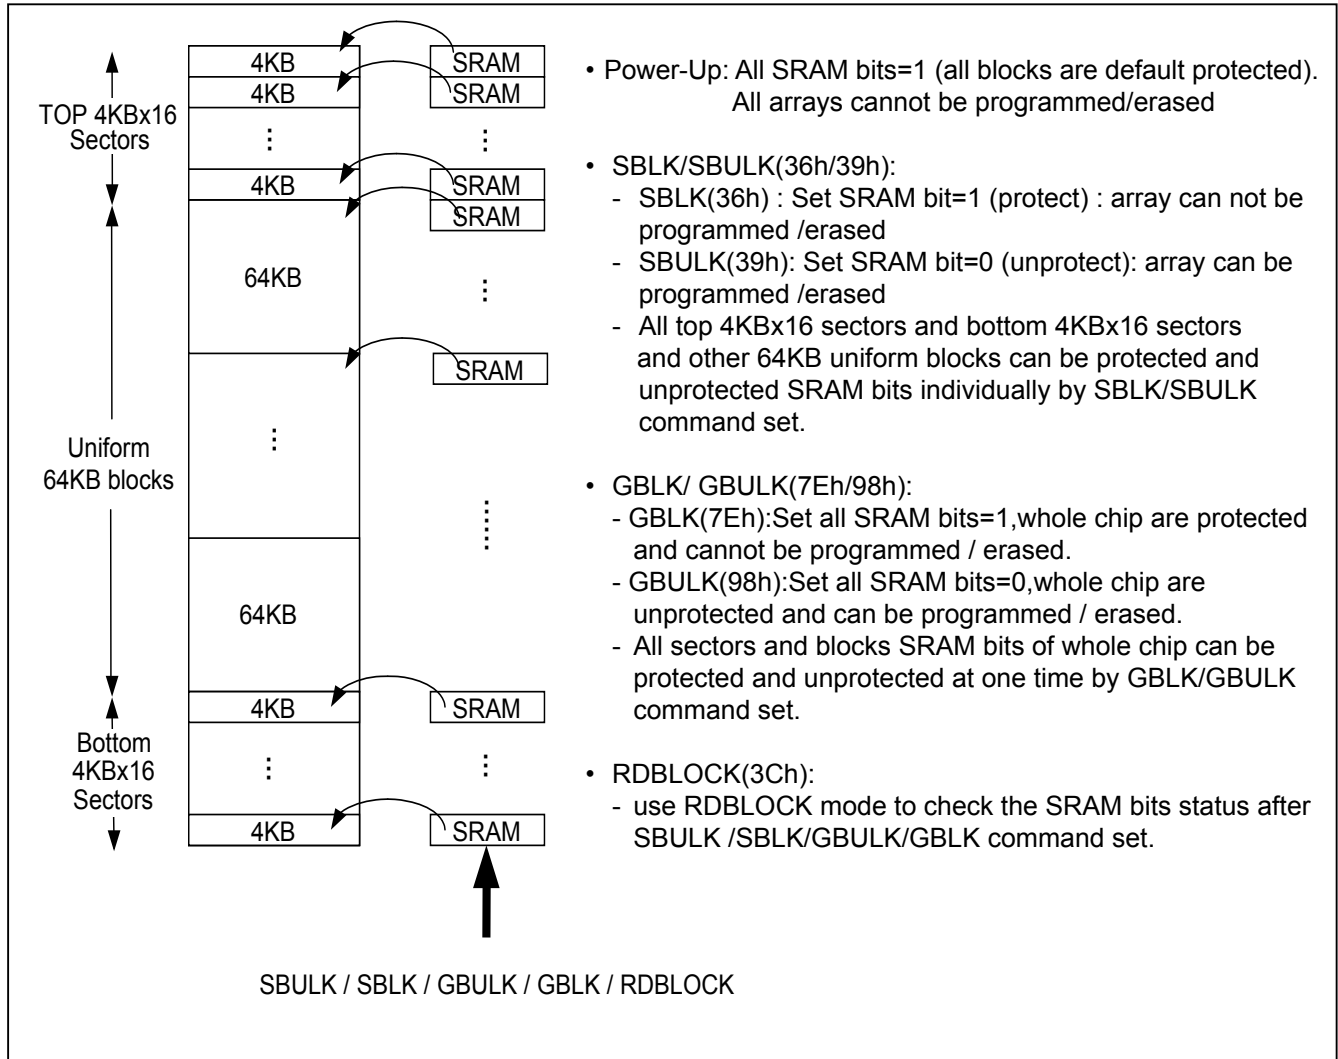 4KB
SRAM
4KB
SRAM
TOP 4KBx16
Sectors
⋮
⋮
4KB
SRAM
SRAM
64KB
⋮
SRAM
Uniform
64KB blocks
⋮
⋮
64KB
4KB
SRAM
Bottom
4KBx16
Sectors
⋮
⋮
4KB
SRAM
SBULK / SBLK / GBULK / GBLK / RDBLOCK
• Power-Up: All SRAM bits=1 (all blocks are default protected).
All arrays cannot be programmed/erased
• SBLK/SBULK(36h/39h):
- SBLK(36h) : Set SRAM bit=1 (protect) : array can not be
programmed /erased
- SBULK(39h): Set SRAM bit=0 (unprotect): array can be
programmed /erased
- All top 4KBx16 sectors and bottom 4KBx16 sectors
and other 64KB uniform blocks can be protected and
unprotected SRAM bits individually by SBLK/SBULK
command set.
• GBLK/ GBULK(7Eh/98h):
- GBLK(7Eh):Set all SRAM bits=1,whole chip are protected
and cannot be programmed / erased.
- GBULK(98h):Set all SRAM bits=0,whole chip are
unprotected and can be programmed / erased.
- All sectors and blocks SRAM bits of whole chip can be
protected and unprotected at one time by GBLK/GBULK
command set.
• RDBLOCK(3Ch):
- use RDBLOCK mode to check the SRAM bits status after
SBULK /SBLK/GBULK/GBLK command set.